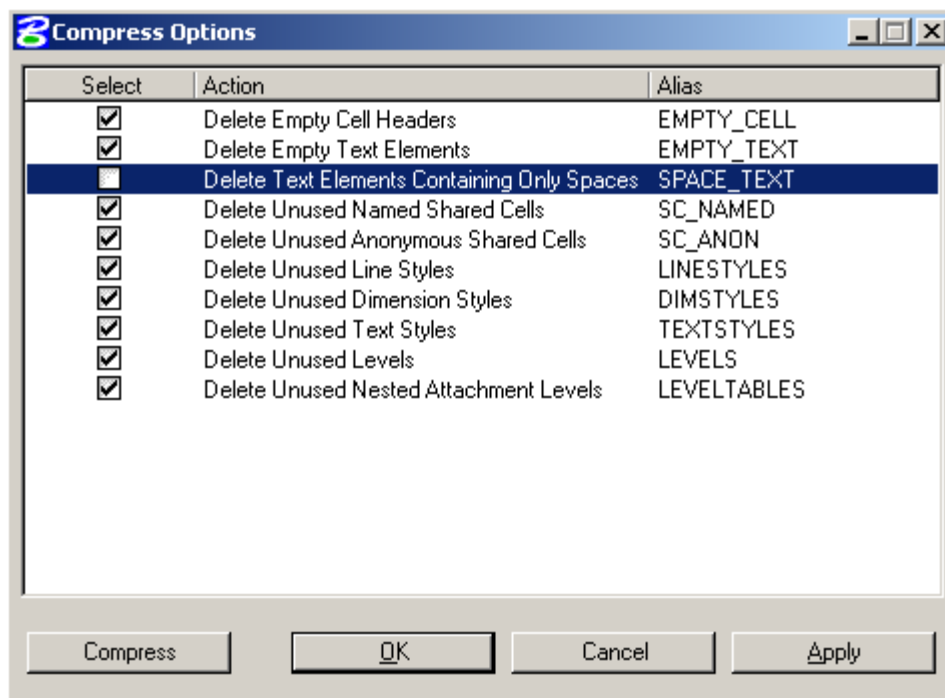 Compress Options
Select Action Alias
Delete Empty Cell Headers EMPTY_CELL
Delete Empty Text Elements EMPTY_TEXT
Delete Text Elements Containing Only Spaces SPACE_TEXT
Delete Unused Named Shared Cells SC_NAMED
Delete Unused Anonymous Shared Cells SC_ANON
Delete Unused Line Styles LINESTYLES
Delete Unused Dimension Styles DIMSTYLES
Delete Unused Text Styles TEXTSTYLES
Delete Unused Levels LEVELS
Delete Unused Nested Attachment Levels LEVELTABLES
Compress OK Cancel Apply